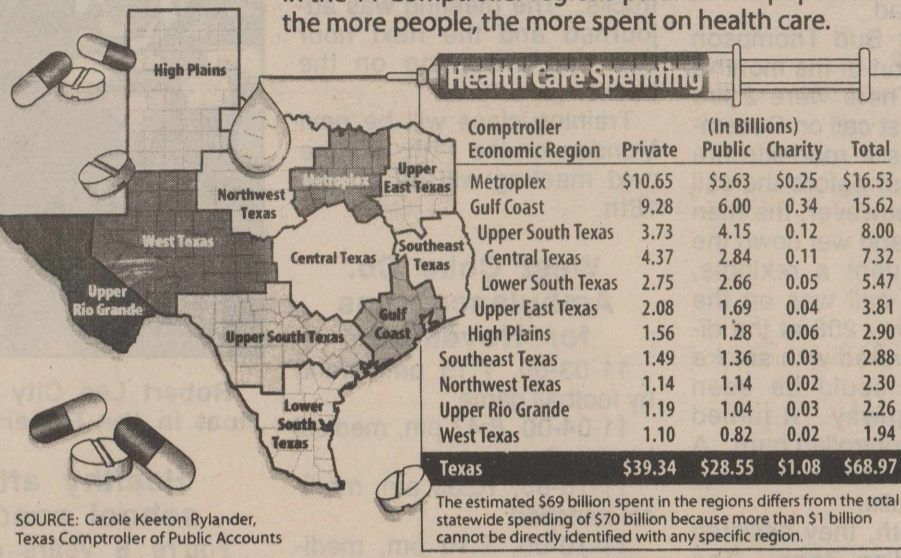 the more people, the more spent on health care.
Health Care Spending
Comptroller (In Billions)
Economic Region Private Public Charity Total
Metroplex $10.65 $5.63 $0.25 $16.53
Gulf Coast 9.28 6.00 0.34 15.62
Upper South Texas 3.73 4.15 0.12 8.00
Central Texas 4.37 2.84 0.11 7.32
Lower South Texas 2.75 2.66 0.05 5.47
Upper East Texas 2.08 1.69 0.04 3.81
High Plains 1.56 1.28 0.06 2.90
Southeast Texas 1.49 1.36 0.03 2.88
Northwest Texas 1.14 1.14 0.02 2.30
Upper Rio Grande 1.19 1.04 0.03 2.26
West Texas 1.10 0.82 0.02 1.94
Texas $39.34 $28.55 $1.08 $68.97
The estimated $69 billion spent in the regions differs from the total
statewide spending of $70 billion because more than $1 billion
cannot be directly identified with any specific region.
High Plains
Northwest
Texas
Metroplex
Upper
East Texas
West Texas
Central Texas
Southeast
Texas
Upper
Rio Grande
Gulf
Coast
Upper South Texas
Lower
South
Texas
SOURCE: Carole Keeton Rylander,
Texas Comptroller of Public Accounts